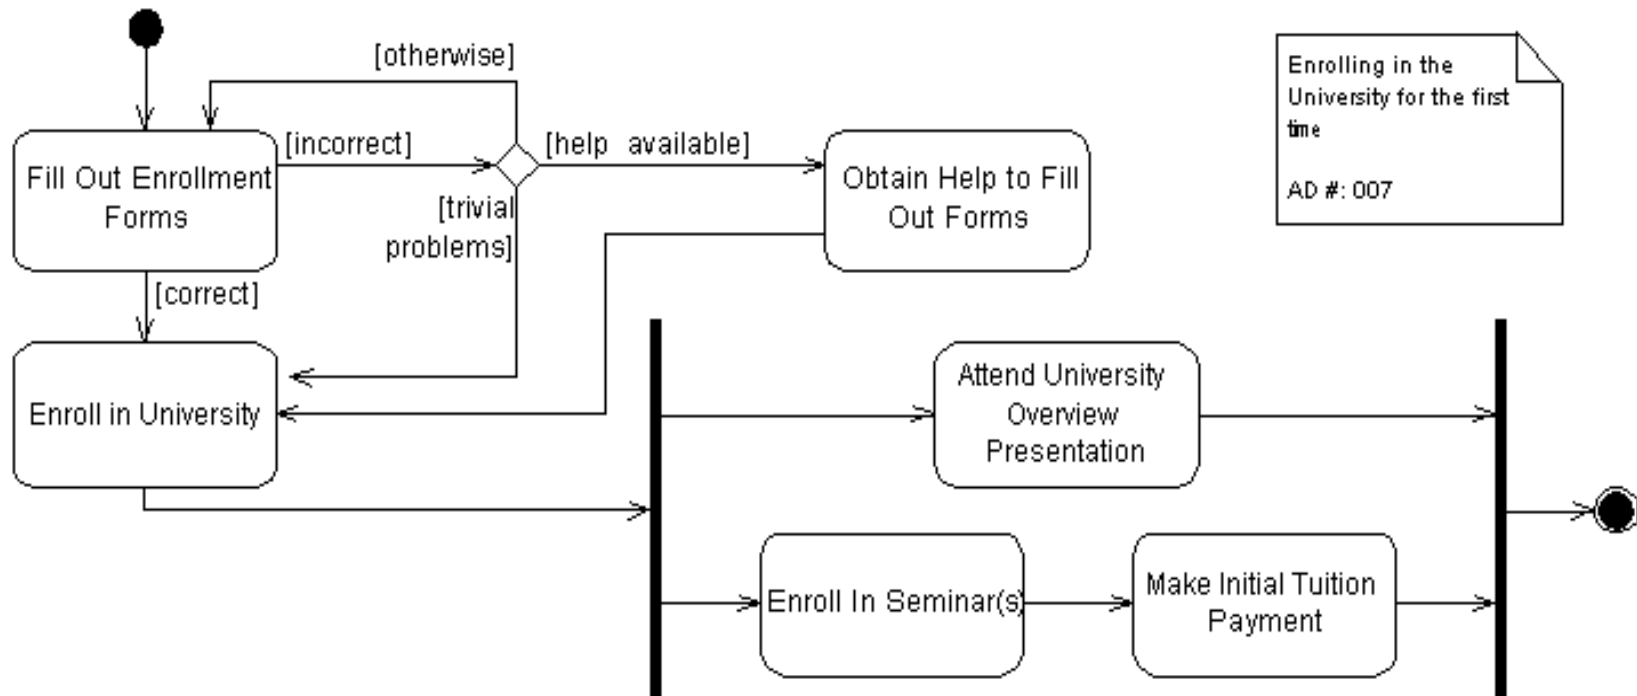 [otherwise]
Enrolling in the
University for the first
time
AD #: 007
[incorrect]
[help available]
Fill Out Enrollment
Forms
Obtain Help to Fill
Out Forms
[trivial
problems]
[correct]
Enroll in University
Attend University
Overview
Presentation
Enroll In Seminar(s)
Make Initial Tuition
Payment